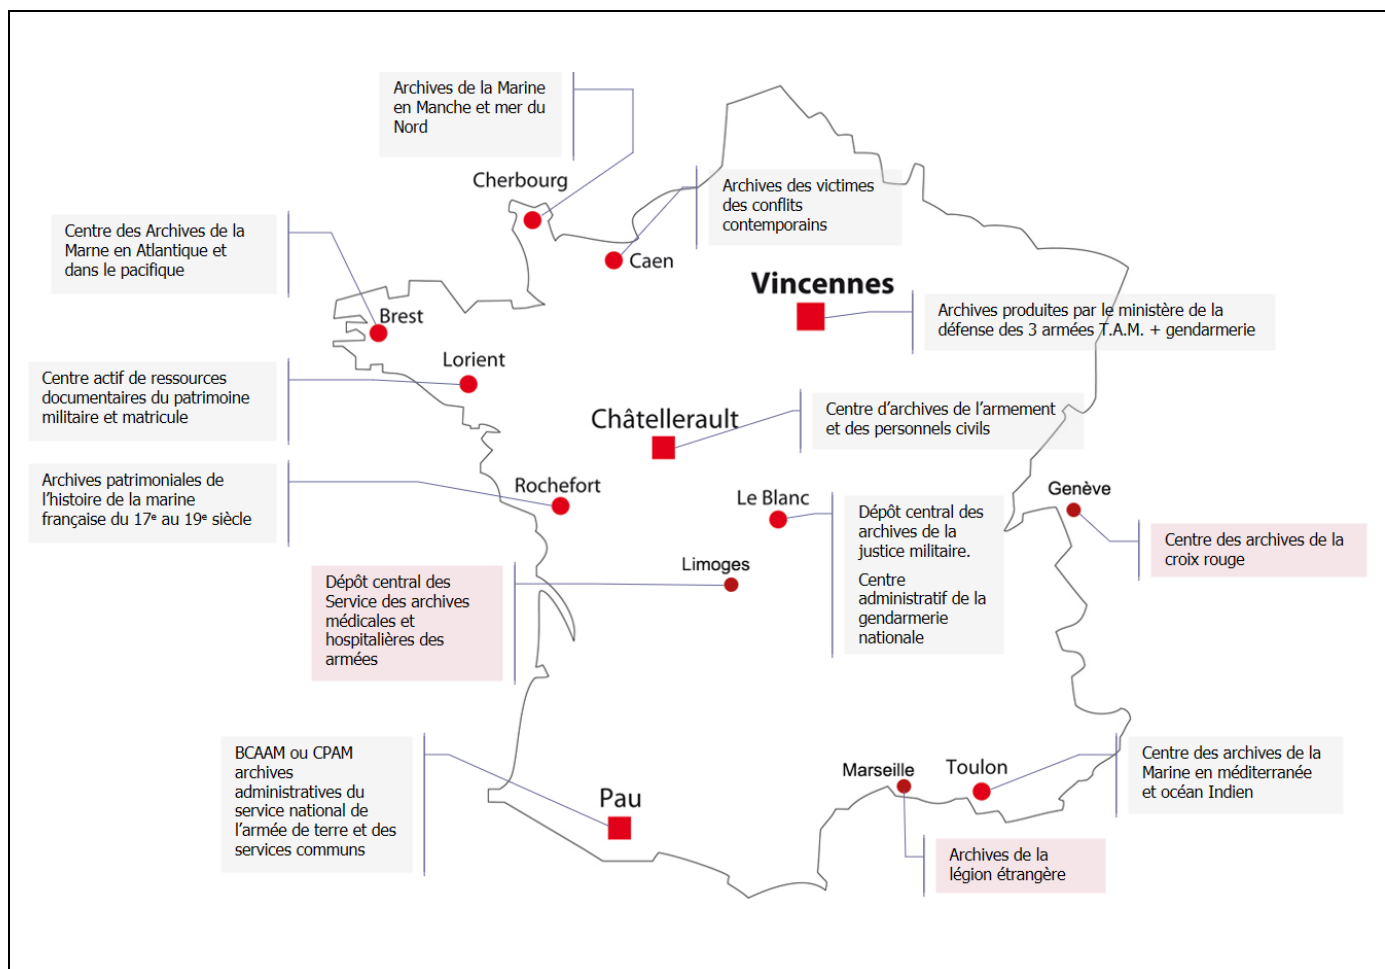 Archives de la Marine
en Manche et mer du
Nord
Cherbourg
Archives des victimes
des conflits
contemporains
Caen
Centre des Archives de la
Marne en Atlantique et
dans le pacifique
Brest
Vincennes
Archives produites par le ministère de la
défense des 3 armées T.A.M. + gendarmerie
Lorient
Centre actif de ressources
documentaires du patrimoine
militaire et matricule
Châtellerault
Centre d’archives de l’armement
et des personnels civils
Archives patrimoniales de
l’histoire de la marine
française du 17e au 19e siècle
Rochefort
Le Blanc
Dépôt central des
archives de la
justice militaire.
Centre
administratif de la
gendarmerie
nationale
Genève
Centre des archives de la
croix rouge
Limoges
Dépôt central des
Service des archives
médicales et
hospitalières des
armées
BCAAM ou CPAM
archives
administratives du
service national de
l’armée de terre et des
services communs
Pau
Marseille
Archives de la
légion étrangère
Toulon
Centre des archives de la
Marine en méditerranée
et océan Indien